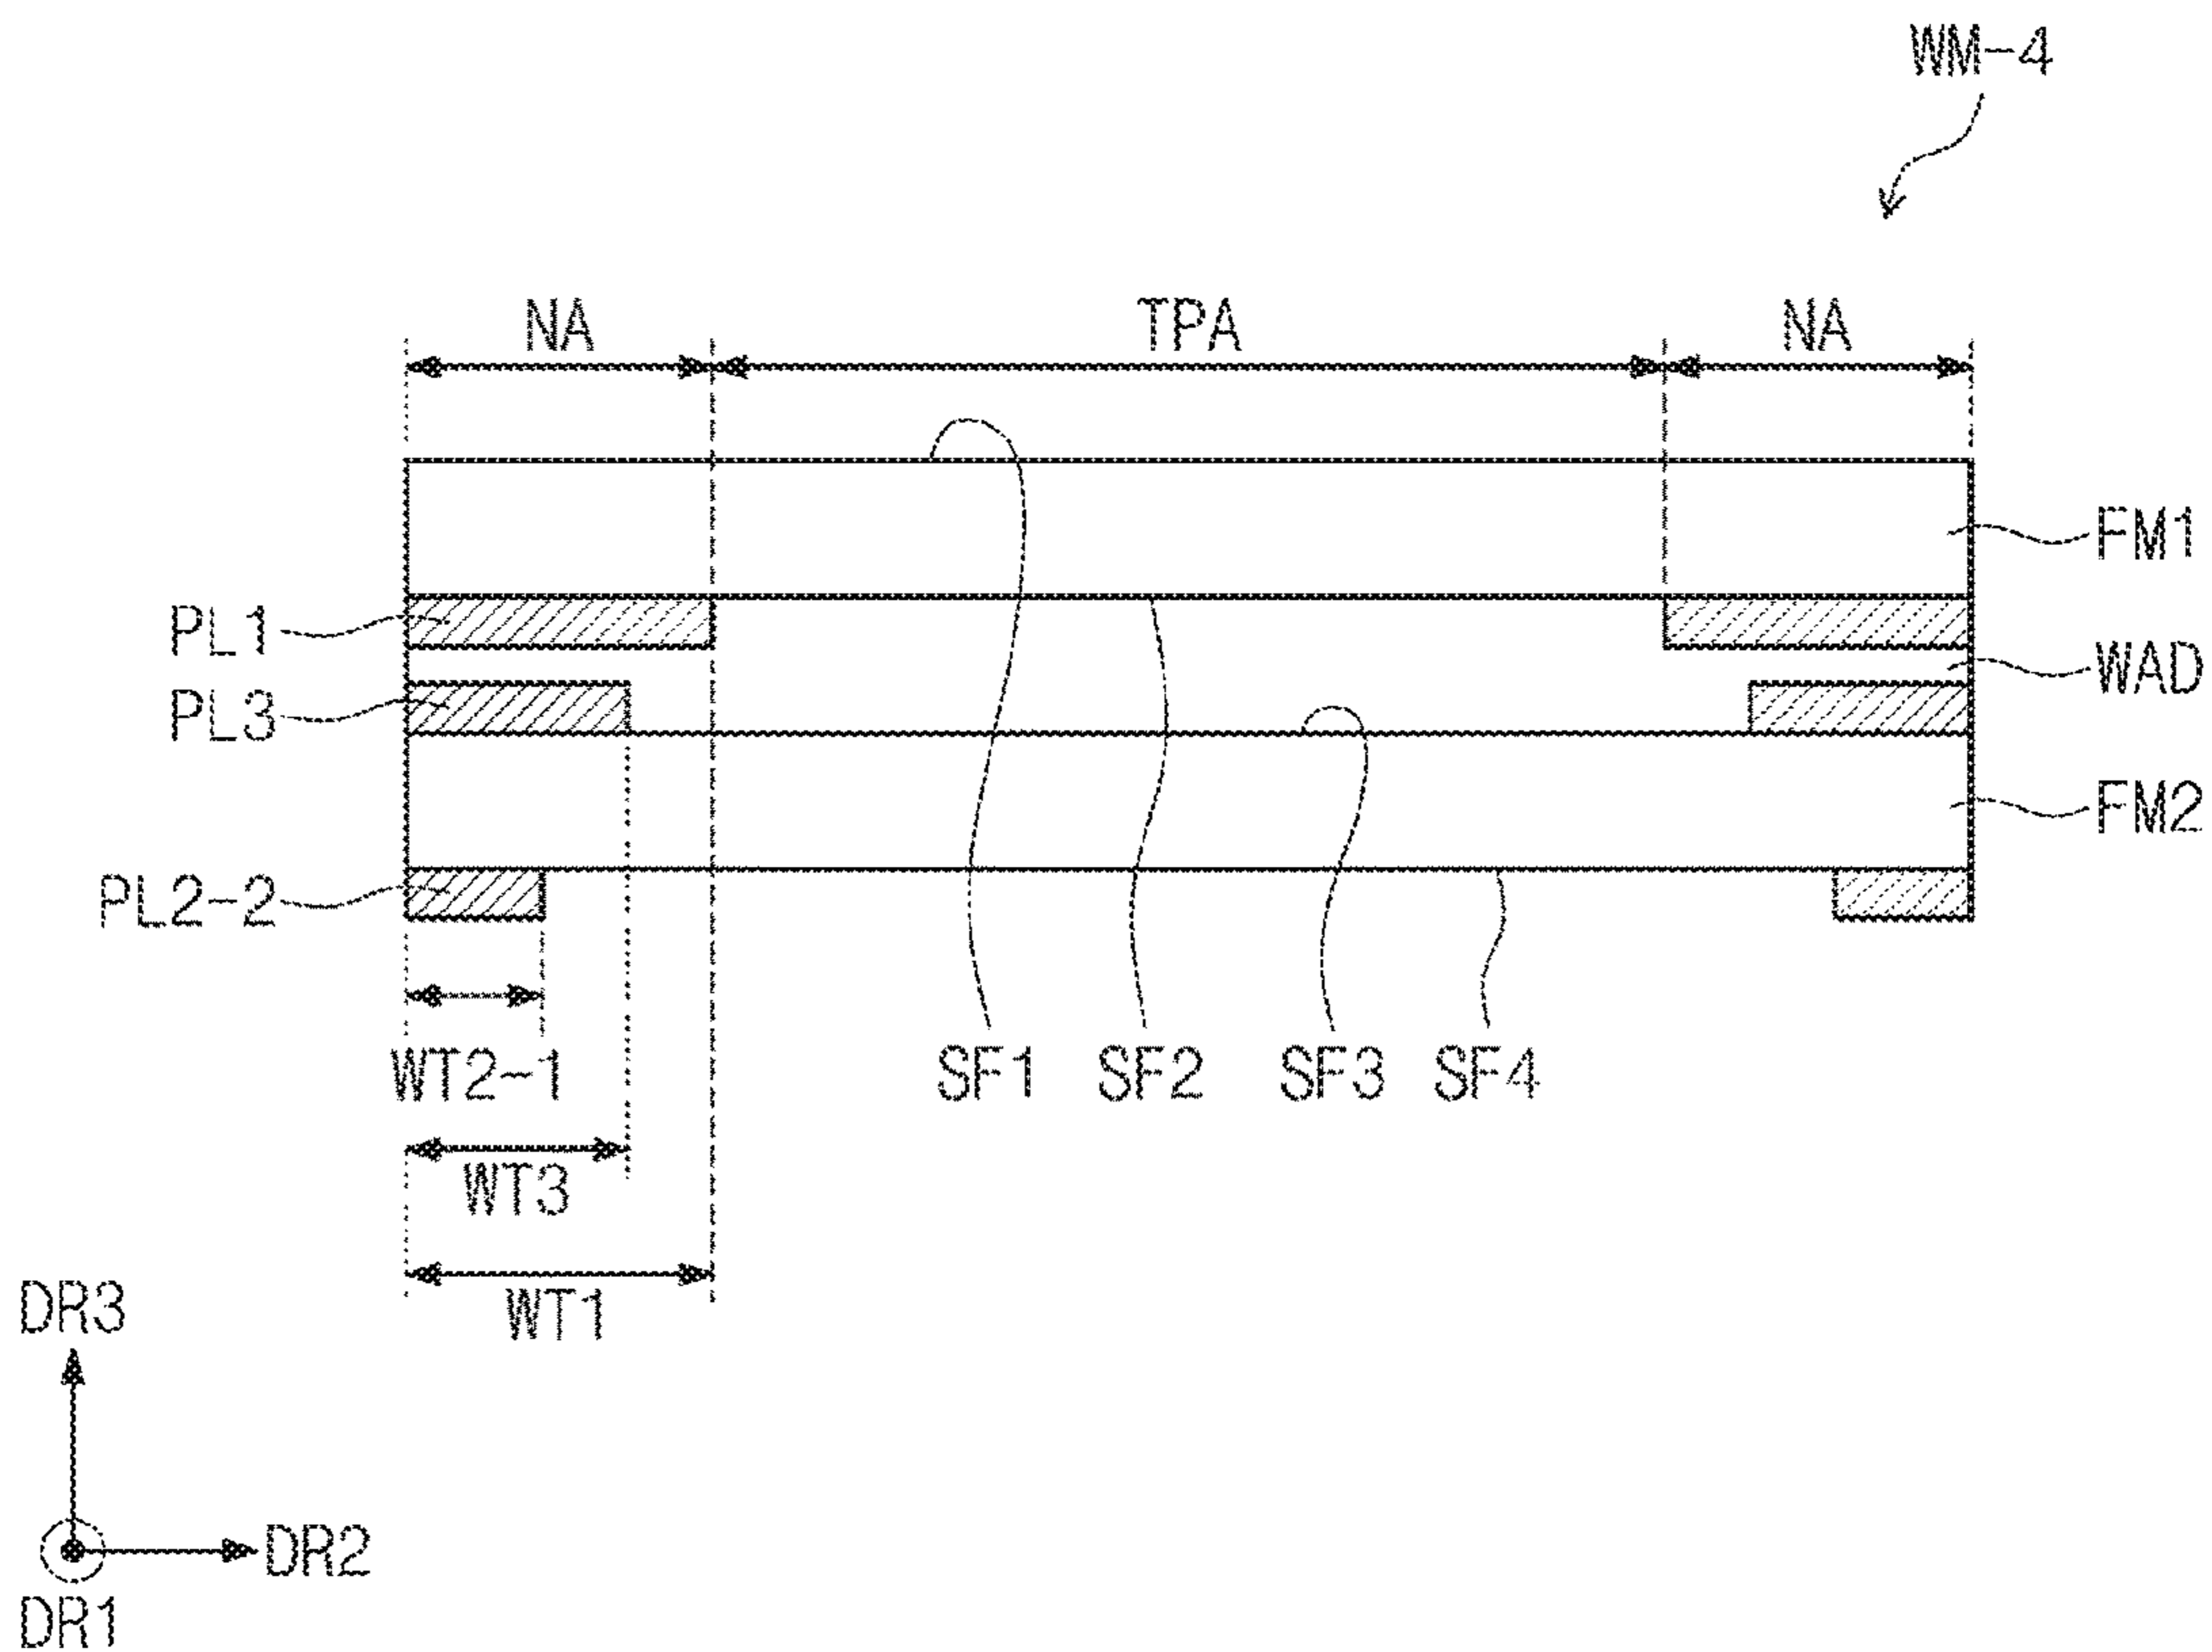 WM-4
NA TPA NA
FM1
PL1
WAD
PL3
FM2
PL2-2
WT2-1
SF1 SF2 SF3 SF4
WT3
WT1
DR3
DR2
DR1